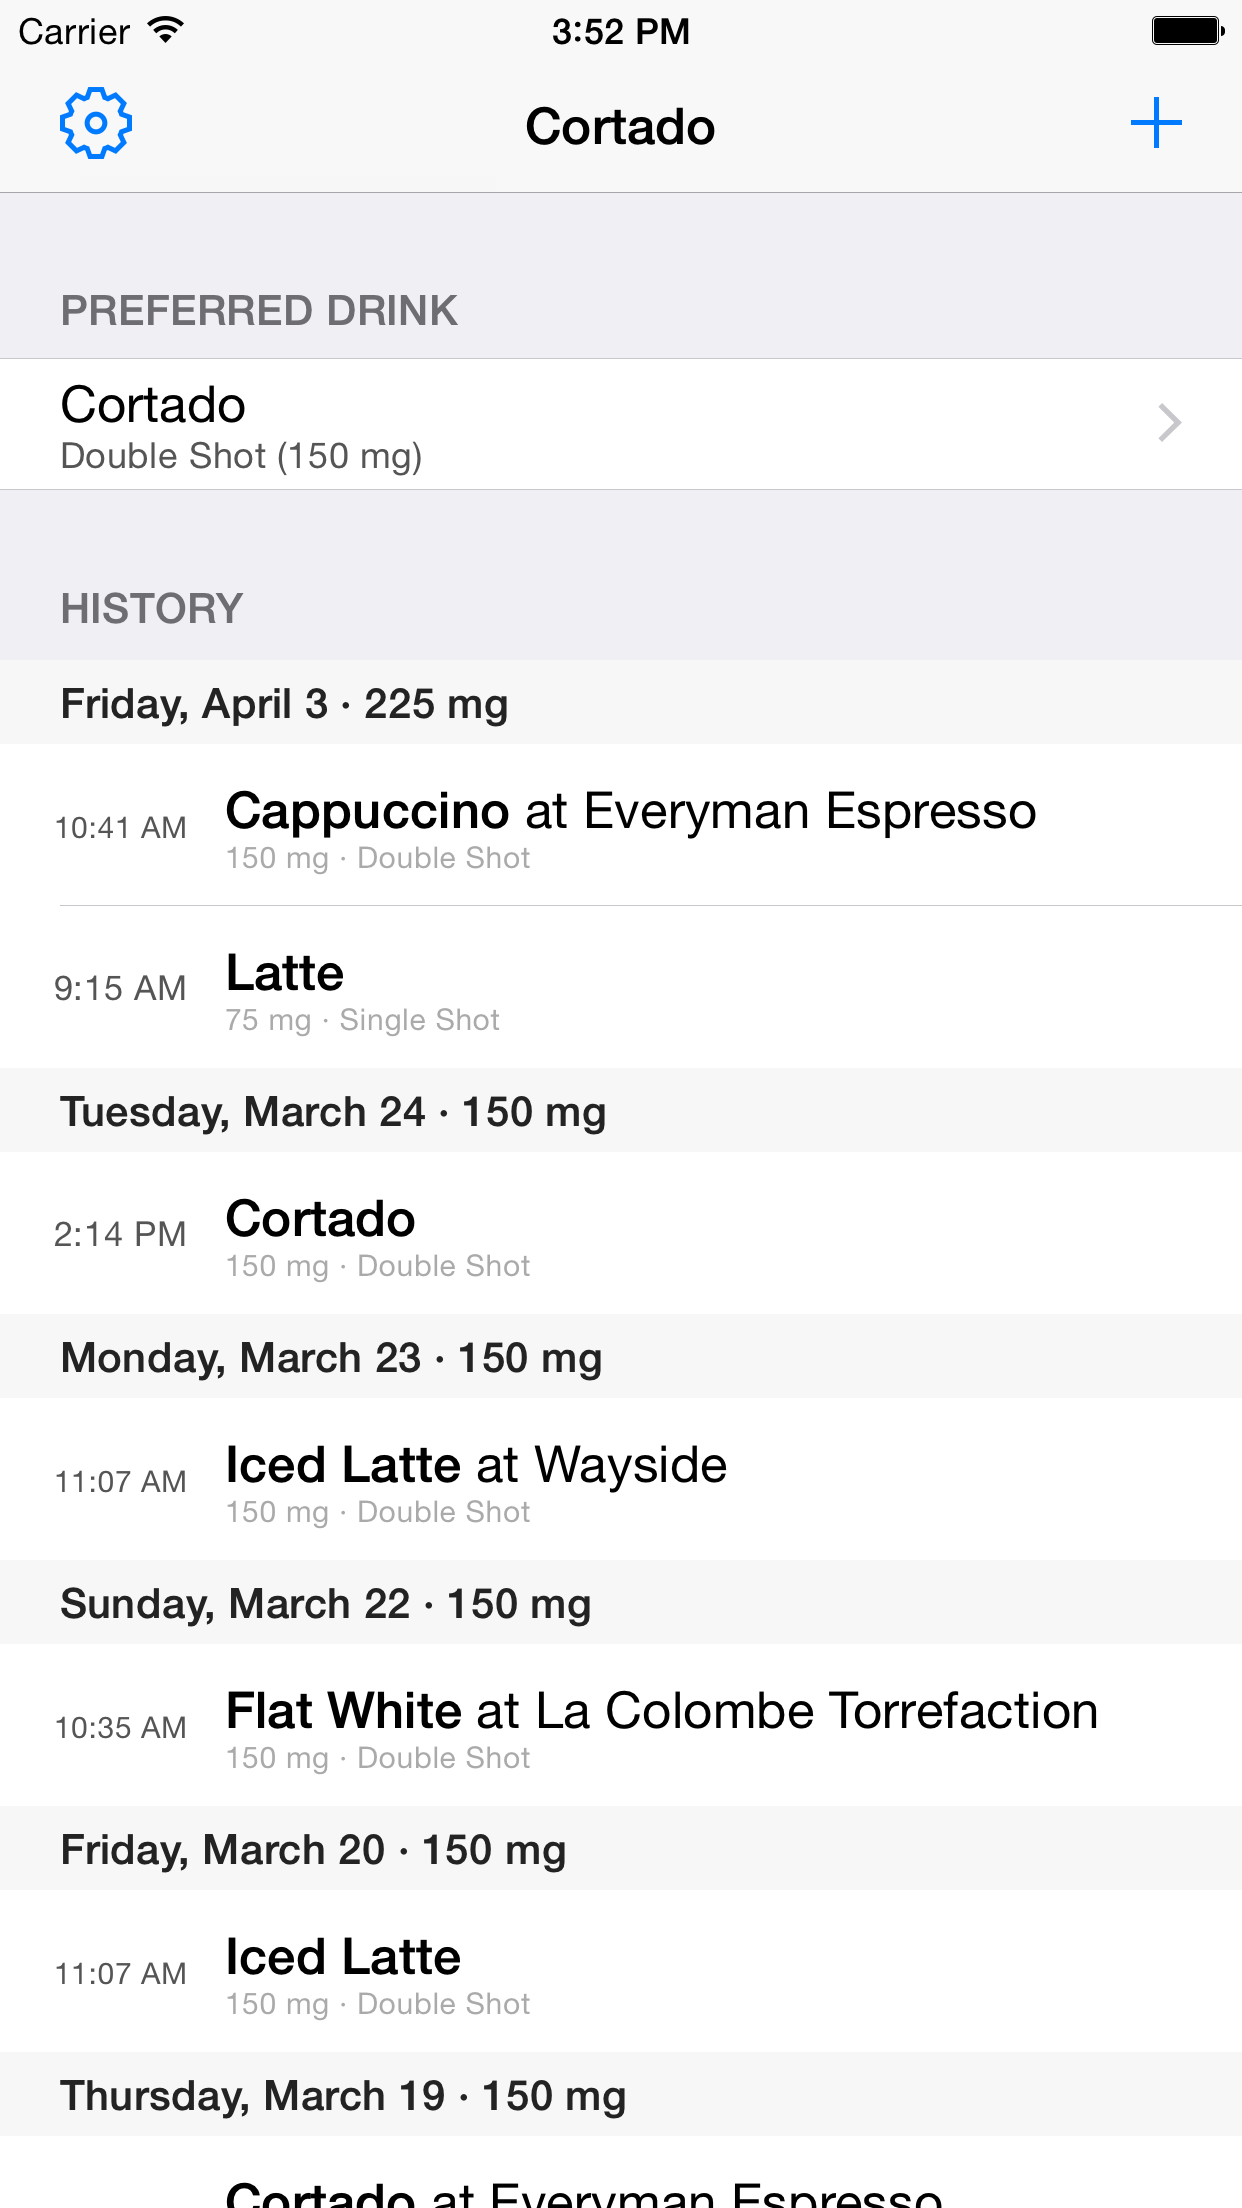 Carrier 3:52 PM
Cortado
PREFERRED DRINK
Cortado
Double Shot (150 mg)
HISTORY
Friday, April 3 · 225 mg
10:41 AM Cappuccino at Everyman Espresso
150 mg · Double Shot
9:15 AM Latte
75 mg · Single Shot
Tuesday, March 24 · 150 mg
2:14 PM Cortado
150 mg · Double Shot
Monday, March 23 · 150 mg
11:07 AM Iced Latte at Wayside
150 mg · Double Shot
Sunday, March 22 · 150 mg
10:35 AM Flat White at La Colombe Torrefaction
150 mg · Double Shot
Friday, March 20 · 150 mg
11:07 AM Iced Latte
150 mg · Double Shot
Thursday, March 19 · 150 mg
Cortado at Everyman Espresso